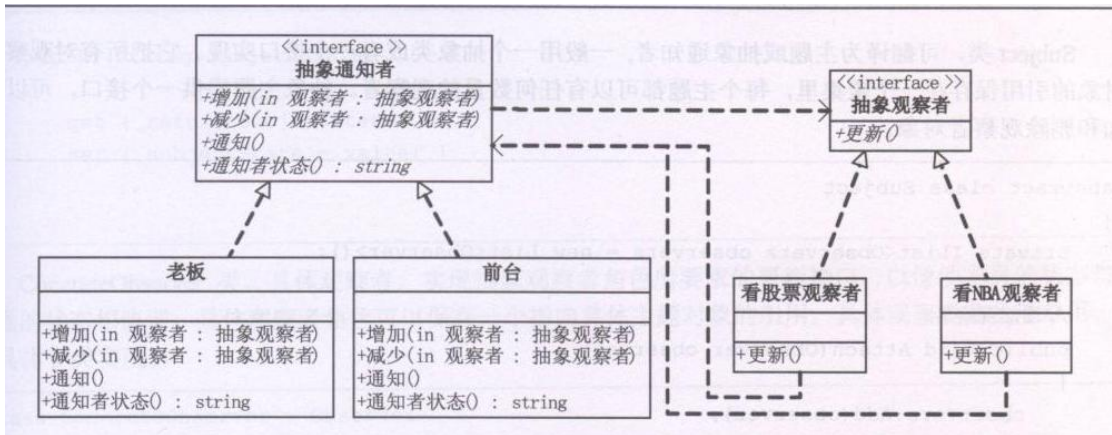 <<interface>>
抽象通知者
+增加(in 观察者 : 抽象观察者)
+减少(in 观察者 : 抽象观察者)
+通知()
+通知者状态() : string
<<interface>>
抽象观察者
+更新()
老板
+增加(in 观察者 : 抽象观察者)
+减少(in 观察者 : 抽象观察者)
+通知()
+通知者状态() : string
前台
+增加(in 观察者 : 抽象观察者)
+减少(in 观察者 : 抽象观察者)
+通知()
+通知者状态() : string
看股票观察者
+更新()
看NBA观察者
+更新()